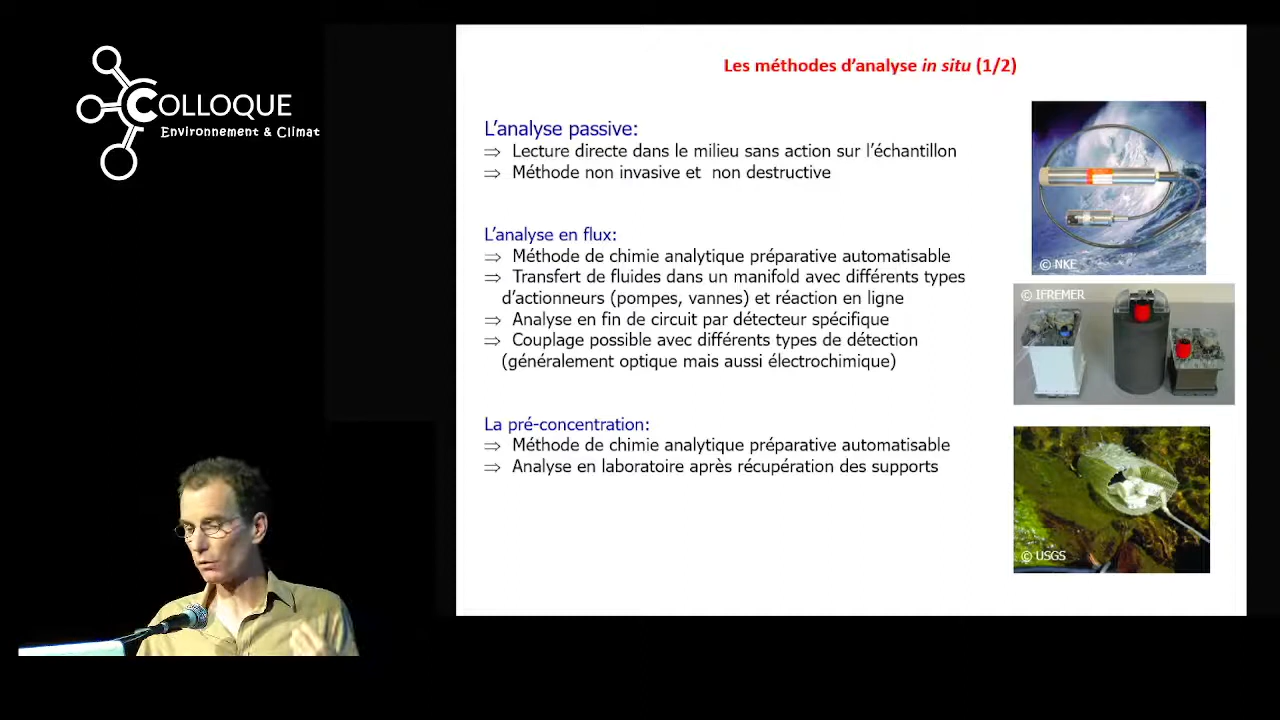 COLLOQUE
Environnement & Climat
Les méthodes d’analyse in situ (1/2)
L’analyse passive:
⇒ Lecture directe dans le milieu sans action sur l’échantillon
⇒ Méthode non invasive et non destructive
L’analyse en flux:
⇒ Méthode de chimie analytique préparative automatisable
⇒ Transfert de fluides dans un manifold avec différents types
d’actionneurs (pompes, vannes) et réaction en ligne
⇒ Analyse en fin de circuit par détecteur spécifique
⇒ Couplage possible avec différents types de détection
(généralement optique mais aussi électrochimique)
La pré-concentration:
⇒ Méthode de chimie analytique préparative automatisable
⇒ Analyse en laboratoire après récupération des supports
© NKE
© IFREMER
© USGS